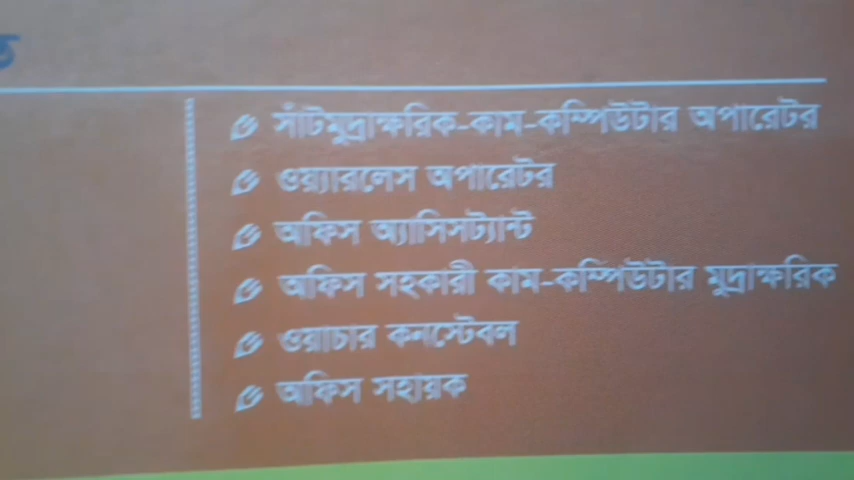 সাঁটমুদ্রাক্ষরিক-কাম-কম্পিউটার অপারেটর
ওয়্যারলেস অপারেটর
অফিস অ্যাসিসট্যান্ট
অফিস সহকারী কাম-কম্পিউটার মুদ্রাক্ষরিক
ওয়াচার কনস্টেবল
অফিস সহায়ক